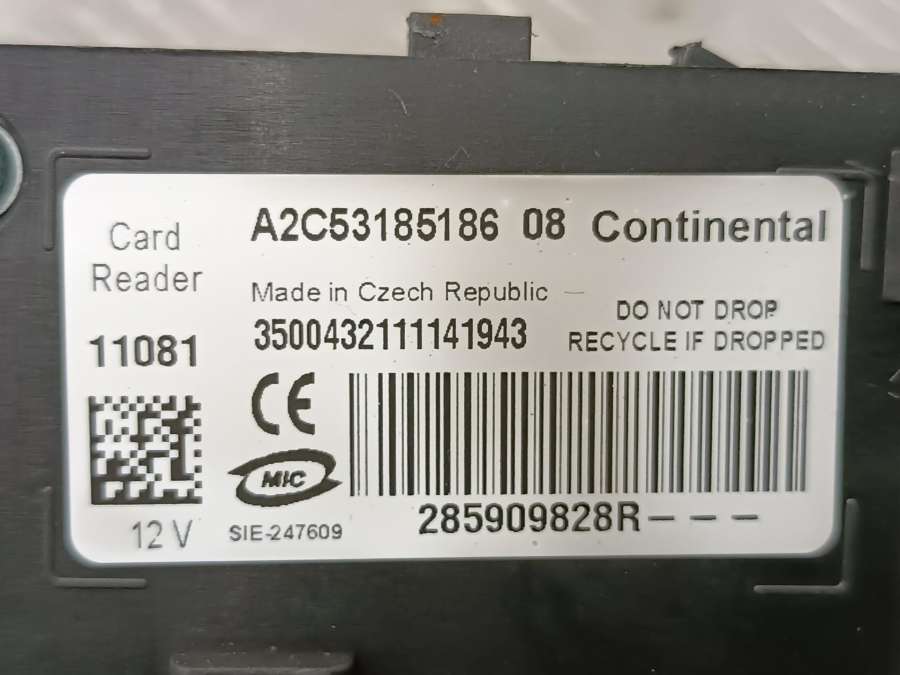 Card
Reader
11081
12 V
A2C53185186 08 Continental
Made in Czech Republic
3500432111141943
DO NOT DROP
RECYCLE IF DROPPED
CE
MIC
SIE-247609
285909828R - - -